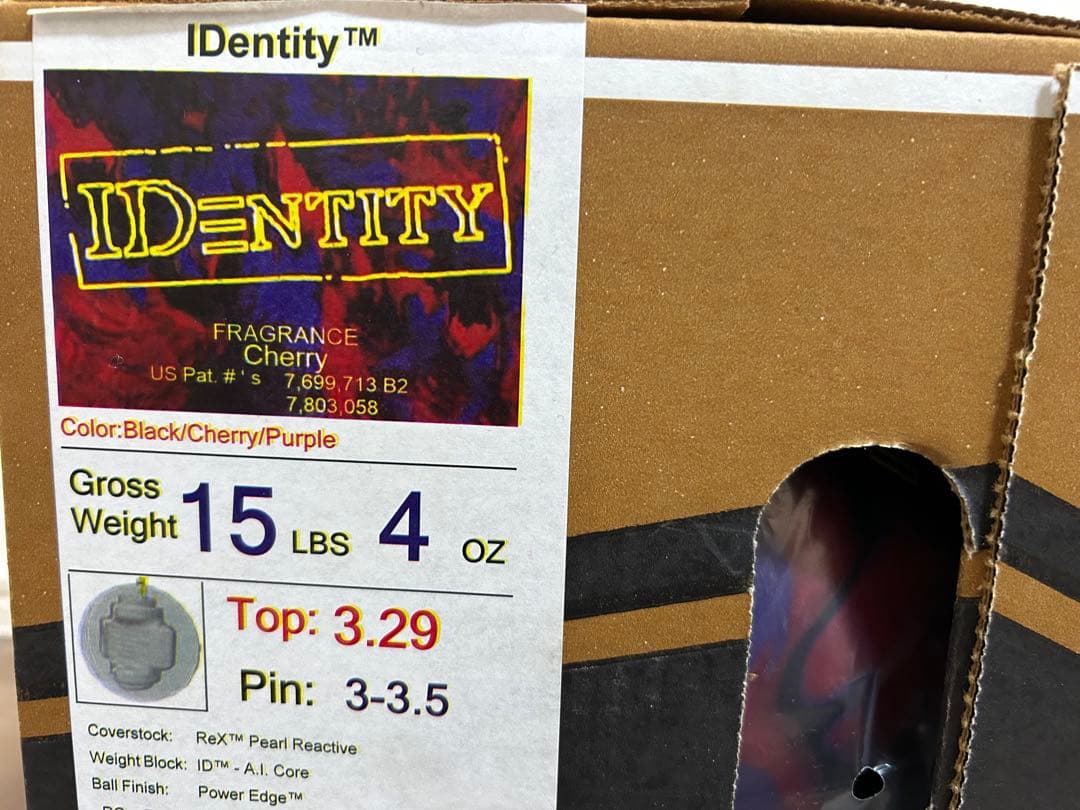 IDentity™
IDENTITY
FRAGRANCE
Cherry
US Pat. #'s 7,699,713 B2
7,803,058
Color:Black/Cherry/Purple
Gross Weight 15 LBS 4 OZ
Top: 3.29
Pin: 3-3.5
Coverstock: ReX™ Pearl Reactive
Weight Block: ID™ - A.I. Core
Ball Finish: Power Edge™